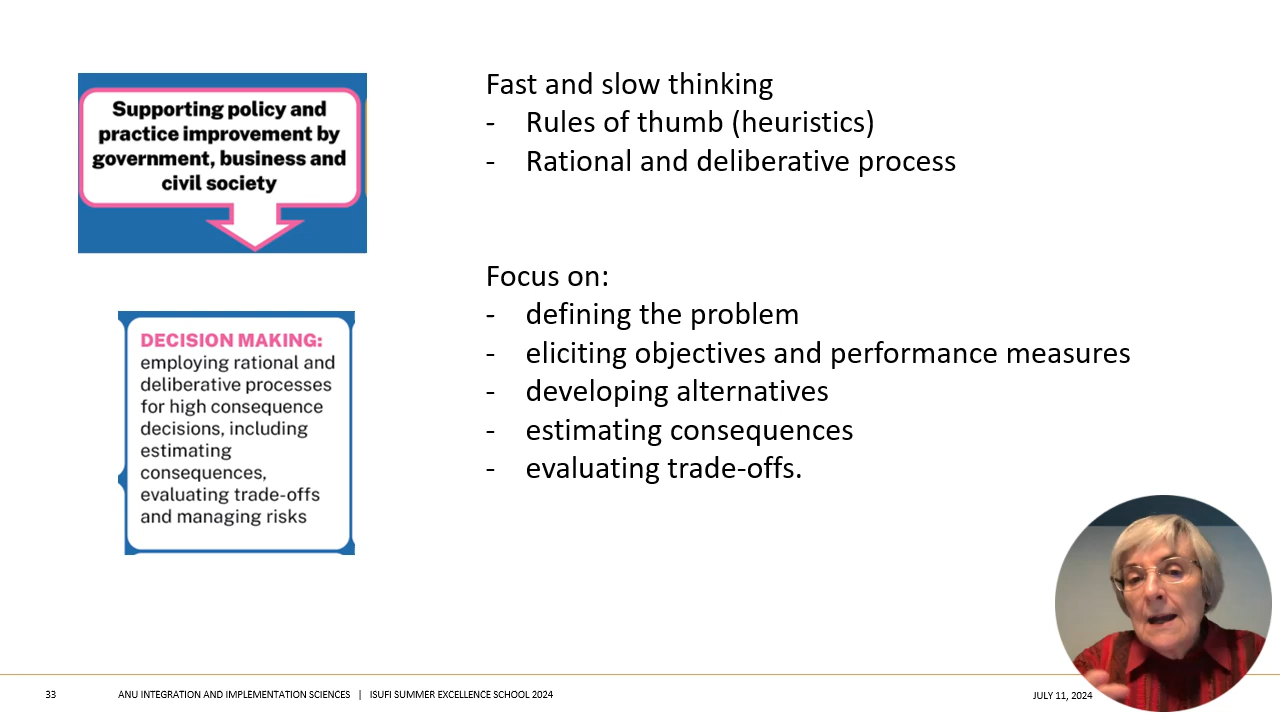 Supporting policy and
practice improvement by
government, business and
civil society
DECISION MAKING:
employing rational and
deliberative processes
for high consequence
decisions, including
estimating
consequences,
evaluating trade-offs
and managing risks
Fast and slow thinking
- Rules of thumb (heuristics)
- Rational and deliberative process
Focus on:
- defining the problem
- eliciting objectives and performance measures
- developing alternatives
- estimating consequences
- evaluating trade-offs.
33
ANU INTEGRATION AND IMPLEMENTATION SCIENCES | ISUFI SUMMER EXCELLENCE SCHOOL 2024
JULY 11, 2024